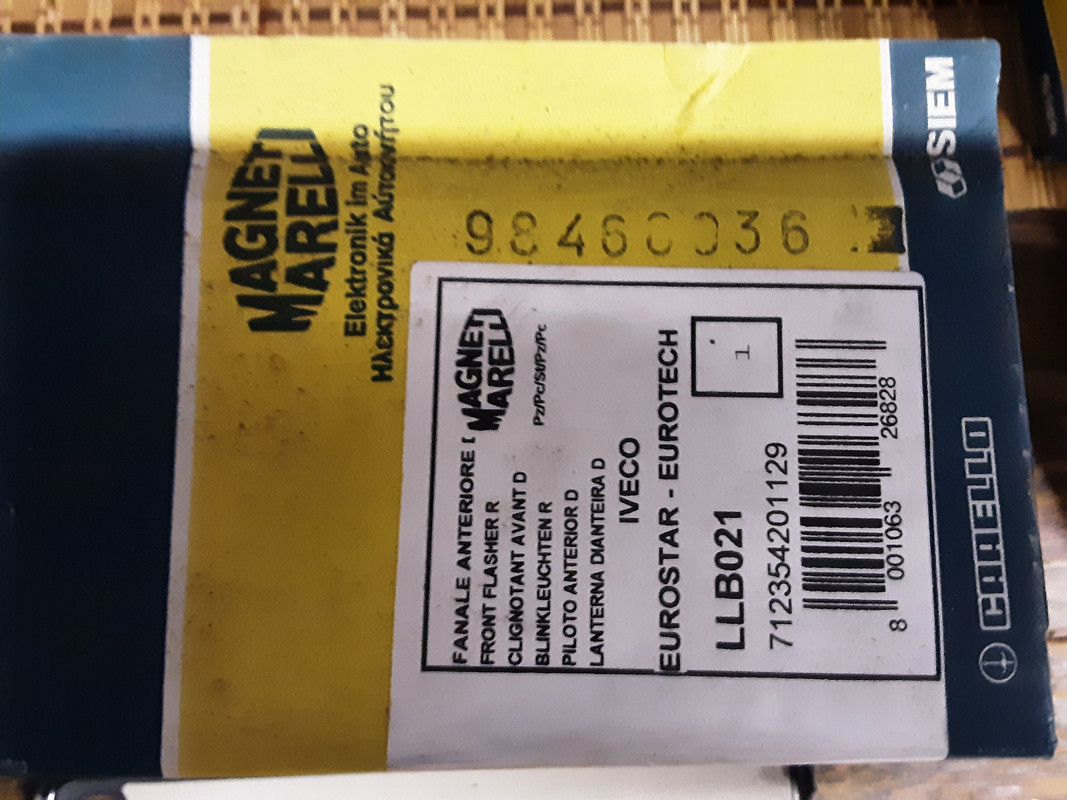 MAGNETI
MARELLI
Elektronik im Auto
Ηλεκτρονικά Αύτοκινήτου
98460036
FANALE ANTERIORE D
FRONT FLASHER R
CLIGNOTANT AVANT D
BLINKLEUCHTEN R
PILOTO ANTERIOR D
LANTERNA DIANTEIRA D
MAGNETI
MARELLI
Pz/Pc/St/Pz/Pc
IVECO
EUROSTAR - EUROTECH
1
LLB021
712354201129
8 001063 26828
SIEM
CARELLO